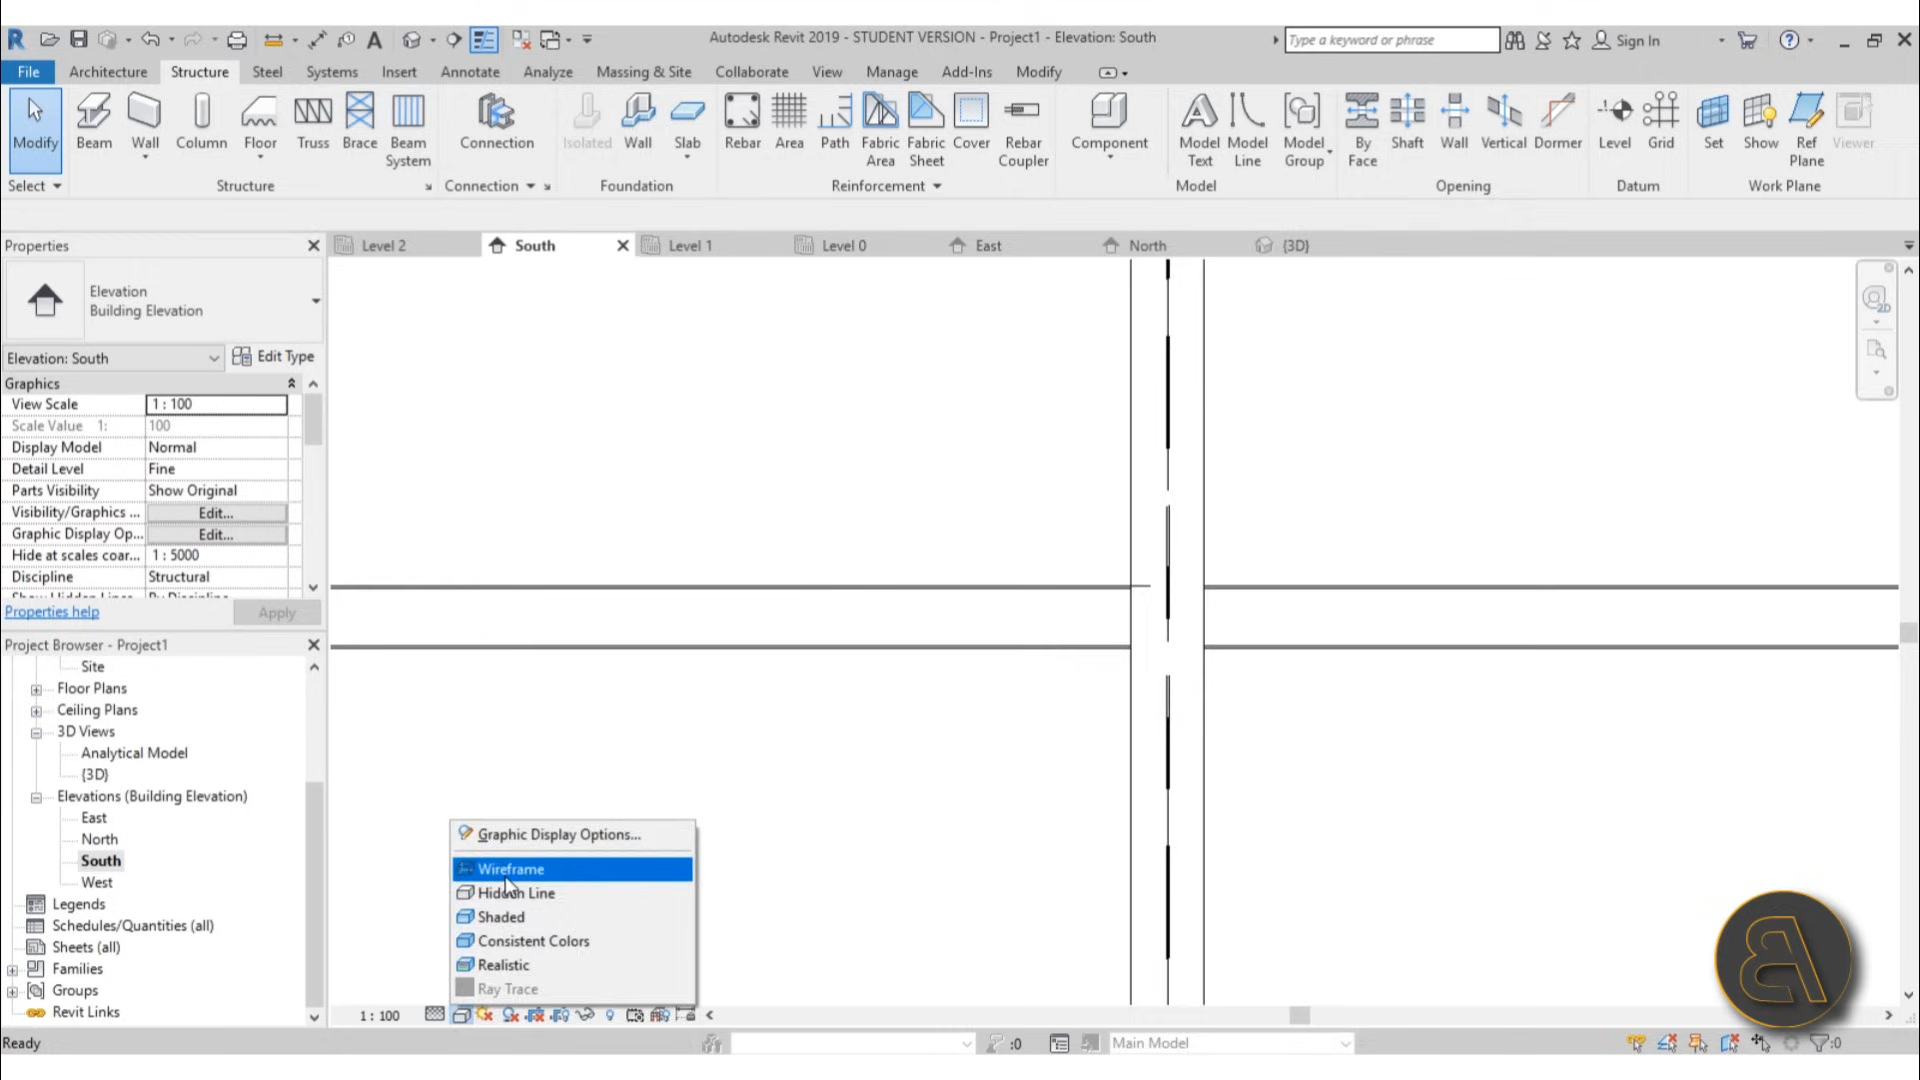 Autodesk Revit 2019 - STUDENT VERSION - Project1 - Elevation: South
Type a keyword or phrase
Sign In
File Architecture Structure Steel Systems Insert Annotate Analyze Massing & Site Collaborate View Manage Add-Ins Modify
Modify Beam Wall Column Floor Truss Brace Beam System Connection Isolated Wall Slab Rebar Area Path Fabric Area Fabric Sheet Cover Rebar Coupler Component Model Text Model Line Model Group By Face Shaft Wall Vertical Dormer Level Grid Set Show Ref Plane Viewer
Select Structure Connection Foundation Reinforcement Model Opening Datum Work Plane
Properties
Level 2 South Level 1 Level 0 East North {3D}
2D
Elevation
Building Elevation
Elevation: South Edit Type
Graphics
View Scale 1 : 100
Scale Value 1: 100
Display Model Normal
Detail Level Fine
Parts Visibility Show Original
Visibility/Graphics ... Edit...
Graphic Display Op... Edit...
Hide at scales coar... 1 : 5000
Discipline Structural
Properties help Apply
Project Browser - Project1
Site
Floor Plans
Ceiling Plans
3D Views
Analytical Model
{3D}
Elevations (Building Elevation)
East
North
South
West
Legends
Schedules/Quantities (all)
Sheets (all)
Families
Groups
Revit Links
Graphic Display Options...
Wireframe
Hidden Line
Shaded
Consistent Colors
Realistic
Ray Trace
1 : 100
Ready
:0
Main Model
:0